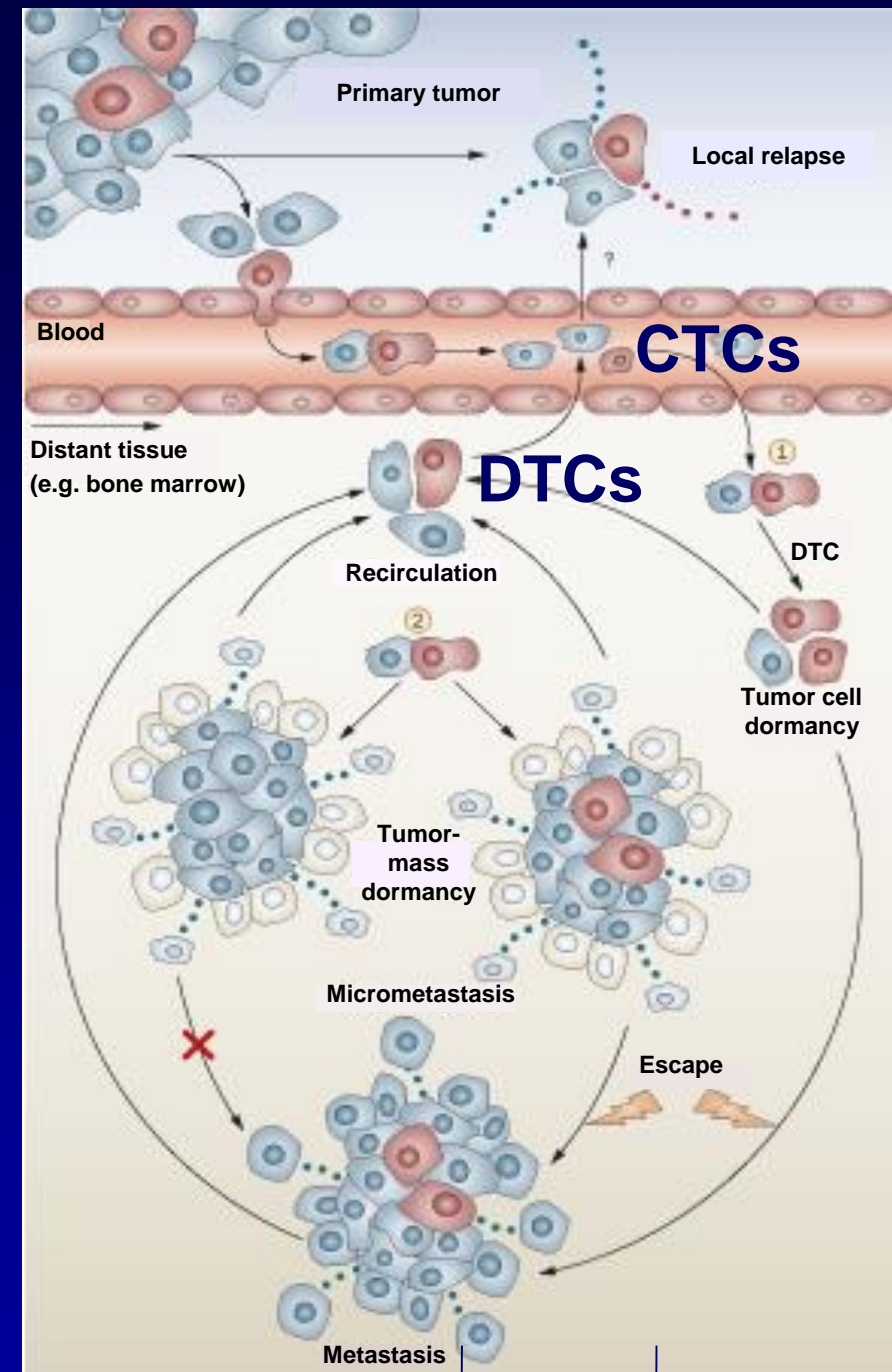 Primary tumor
Local relapse
?
Blood
CTCs
Distant tissue
(e.g. bone marrow)
DTCs
①
DTC
Recirculation
②
Tumor cell
dormancy
Tumor-
mass
dormancy
Micrometastasis
Escape
Metastasis